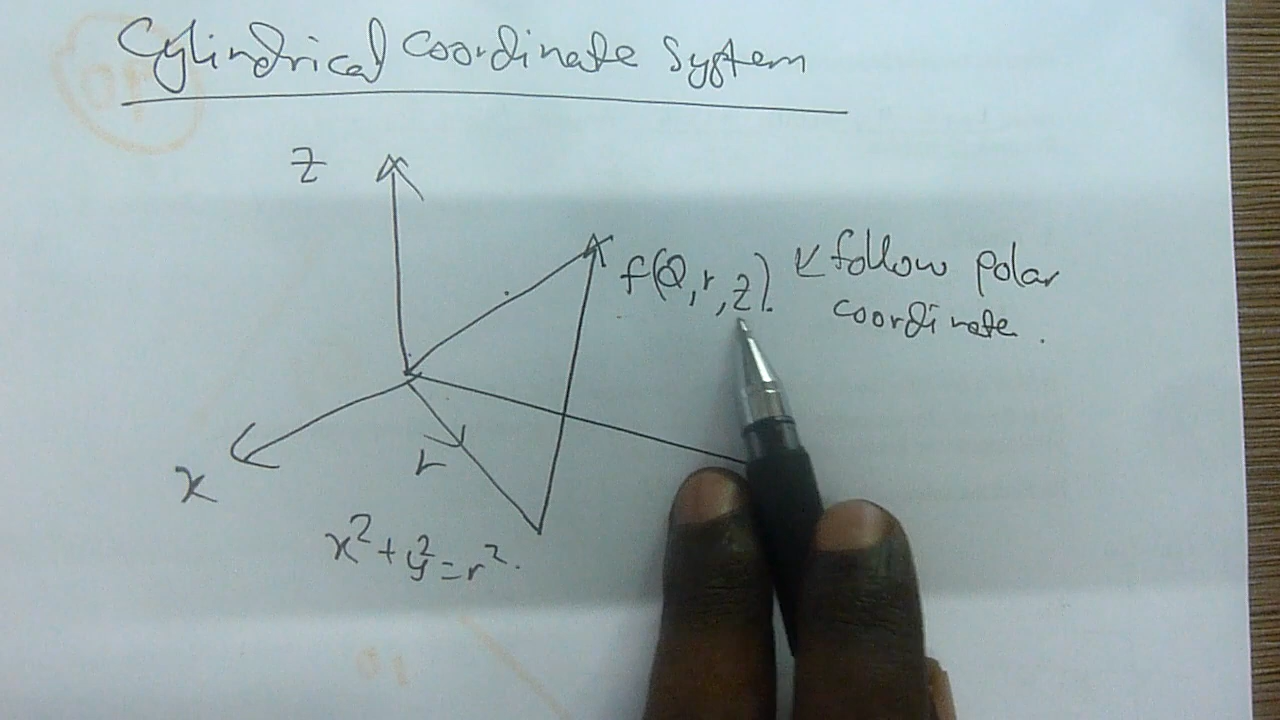 Cylindrical coordinate system
z
f(Q,r,z). ↙ follow polar
coordinate.
r
x
x²+y²=r².